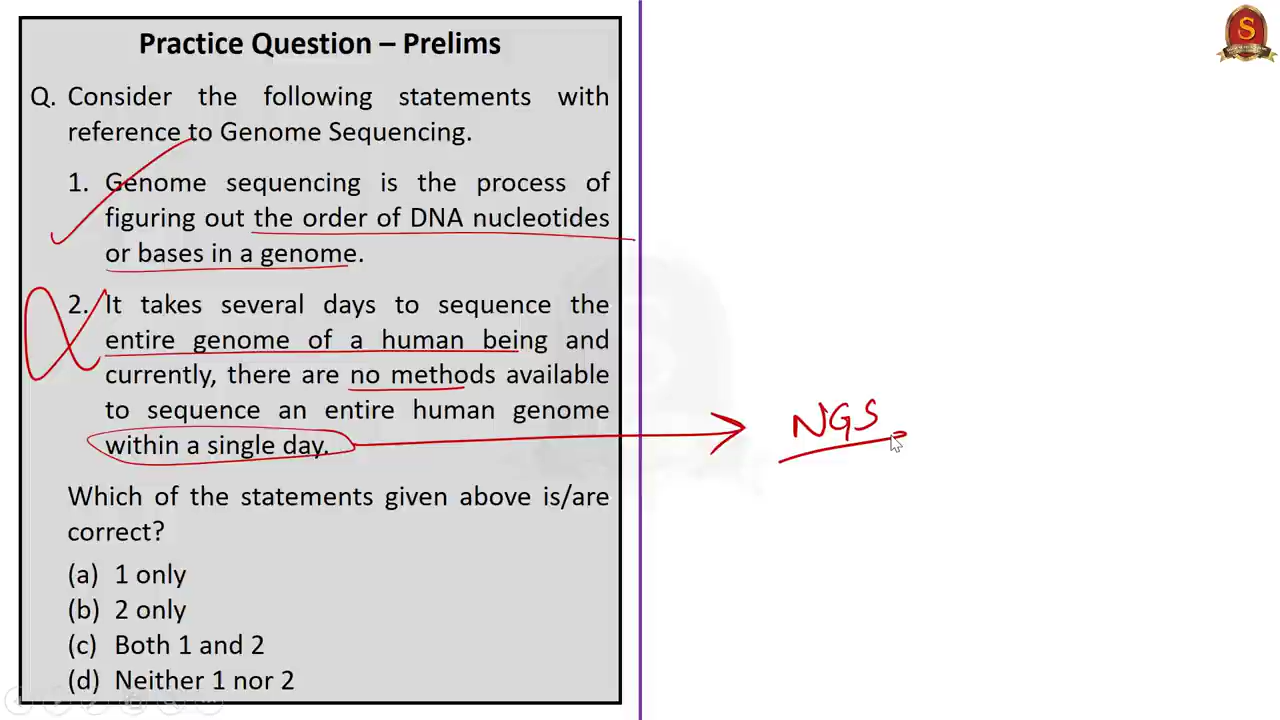 Practice Question – Prelims
Q. Consider the following statements with
reference to Genome Sequencing.
1. Genome sequencing is the process of
figuring out the order of DNA nucleotides
or bases in a genome.
2. It takes several days to sequence the
entire genome of a human being and
currently, there are no methods available
to sequence an entire human genome
within a single day.
Which of the statements given above is/are
correct?
(a) 1 only
(b) 2 only
(c) Both 1 and 2
(d) Neither 1 nor 2
NGS
S